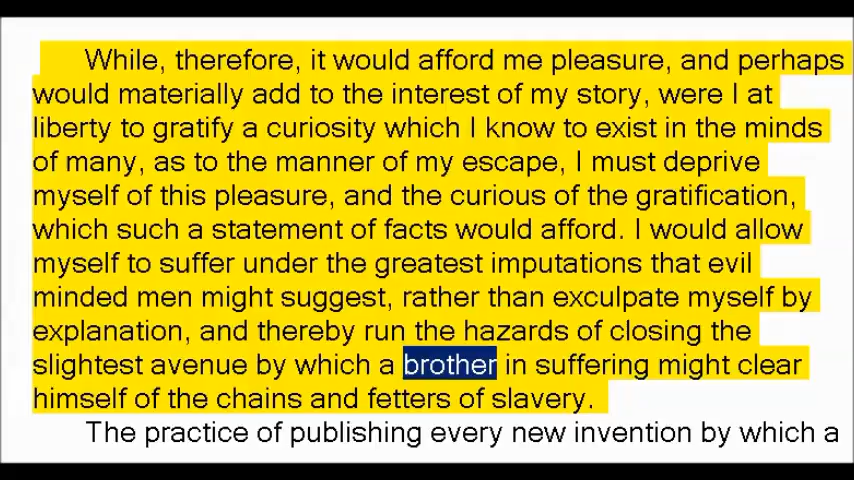 While, therefore, it would afford me pleasure, and perhaps
would materially add to the interest of my story, were I at
liberty to gratify a curiosity which I know to exist in the minds
of many, as to the manner of my escape, I must deprive
myself of this pleasure, and the curious of the gratification,
which such a statement of facts would afford. I would allow
myself to suffer under the greatest imputations that evil
minded men might suggest, rather than exculpate myself by
explanation, and thereby run the hazards of closing the
slightest avenue by which a brother in suffering might clear
himself of the chains and fetters of slavery.
The practice of publishing every new invention by which a